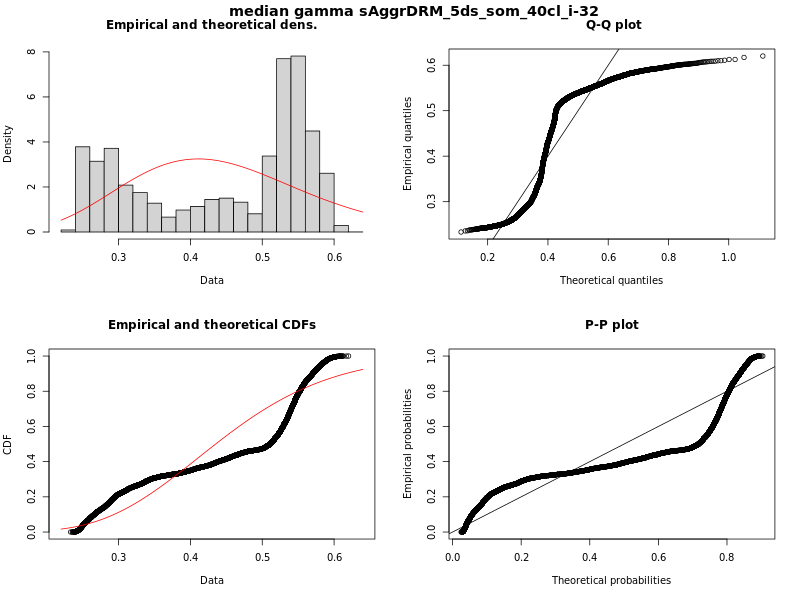 median gamma sAggrDRM_5ds_som_40cl_i-32
Empirical and theoretical dens.
Density
0 2 4 6 8
0.3 0.4 0.5 0.6
Data
Q-Q plot
Empirical quantiles
0.3 0.4 0.5 0.6
0.2 0.4 0.6 0.8 1.0
Theoretical quantiles
Empirical and theoretical CDFs
CDF
0.0 0.2 0.4 0.6 0.8 1.0
0.3 0.4 0.5 0.6
Data
P-P plot
Empirical probabilities
0.0 0.2 0.4 0.6 0.8 1.0
0.0 0.2 0.4 0.6 0.8
Theoretical probabilities